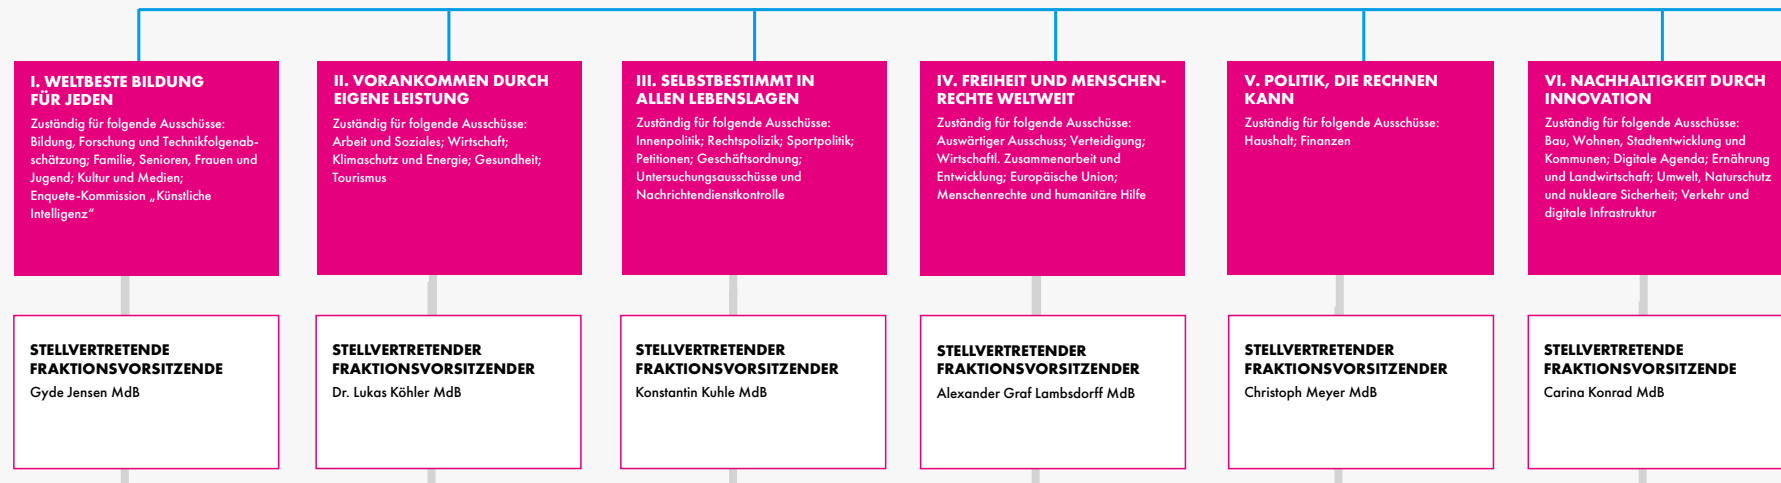 I. WELTBESTE BILDUNG
FÜR JEDEN
Zuständig für folgende Ausschüsse:
Bildung, Forschung und Technikfolgenab-
schätzung; Familie, Senioren, Frauen und
Jugend; Kultur und Medien;
Enquete-Kommission „Künstliche
Intelligenz“
STELLVERTRETENDE
FRAKTIONSVORSITZENDE
Gyde Jensen MdB
II. VORANKOMMEN DURCH
EIGENE LEISTUNG
Zuständig für folgende Ausschüsse:
Arbeit und Soziales; Wirtschaft;
Klimaschutz und Energie; Gesundheit;
Tourismus
STELLVERTRETENDER
FRAKTIONSVORSITZENDER
Dr. Lukas Köhler MdB
III. SELBSTBESTIMMT IN
ALLEN LEBENSLAGEN
Zuständig für folgende Ausschüsse:
Innenpolitik; Rechtspolizik; Sportpolitik;
Petitionen; Geschäftsordnung;
Untersuchungsausschüsse und
Nachrichtendienstkontrolle
STELLVERTRETENDER
FRAKTIONSVORSITZENDER
Konstantin Kuhle MdB
IV. FREIHEIT UND MENSCHEN-
RECHTE WELTWEIT
Zuständig für folgende Ausschüsse:
Auswärtiger Ausschuss; Verteidigung;
Wirtschaftl. Zusammenarbeit und
Entwicklung; Europäische Union;
Menschenrechte und humanitäre Hilfe
STELLVERTRETENDER
FRAKTIONSVORSITZENDER
Alexander Graf Lambsdorff MdB
V. POLITIK, DIE RECHNEN
KANN
Zuständig für folgende Ausschüsse:
Haushalt; Finanzen
STELLVERTRETENDER
FRAKTIONSVORSITZENDER
Christoph Meyer MdB
VI. NACHHALTIGKEIT DURCH
INNOVATION
Zuständig für folgende Ausschüsse:
Bau, Wohnen, Stadtentwicklung und
Kommunen; Digitale Agenda; Ernährung
und Landwirtschaft; Umwelt, Naturschutz
und nukleare Sicherheit; Verkehr und
digitale Infrastruktur
STELLVERTRETENDE
FRAKTIONSVORSITZENDE
Carina Konrad MdB